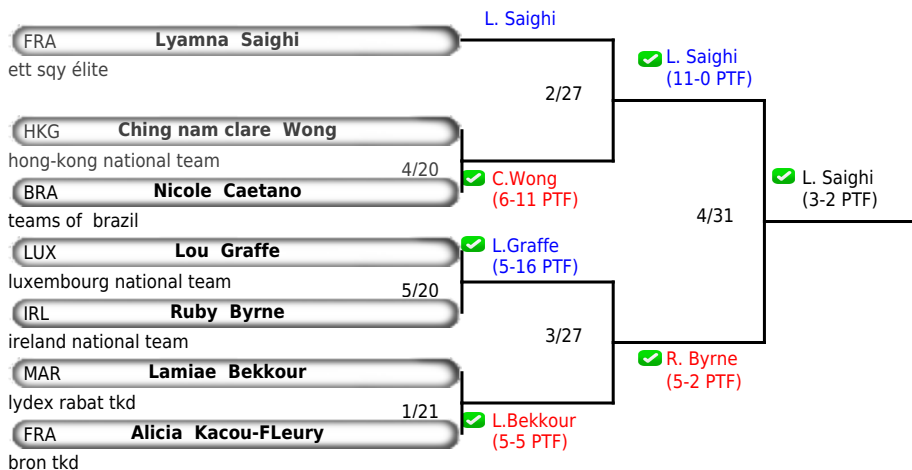 L. Saighi
FRA Lyamna Saighi
ett sqy élite
L. Saighi
(11-0 PTF)
2/27
HKG Ching nam clare Wong
hong-kong national team
4/20
C.Wong
(6-11 PTF)
L. Saighi
(3-2 PTF)
BRA Nicole Caetano
teams of brazil
4/31
LUX Lou Graffe
luxembourg national team
L.Graffe
(5-16 PTF)
5/20
IRL Ruby Byrne
ireland national team
3/27
R. Byrne
(5-2 PTF)
MAR Lamiae Bekkour
lydex rabat tkd
1/21
L.Bekkour
(5-5 PTF)
FRA Alicia Kacou-FLeury
bron tkd